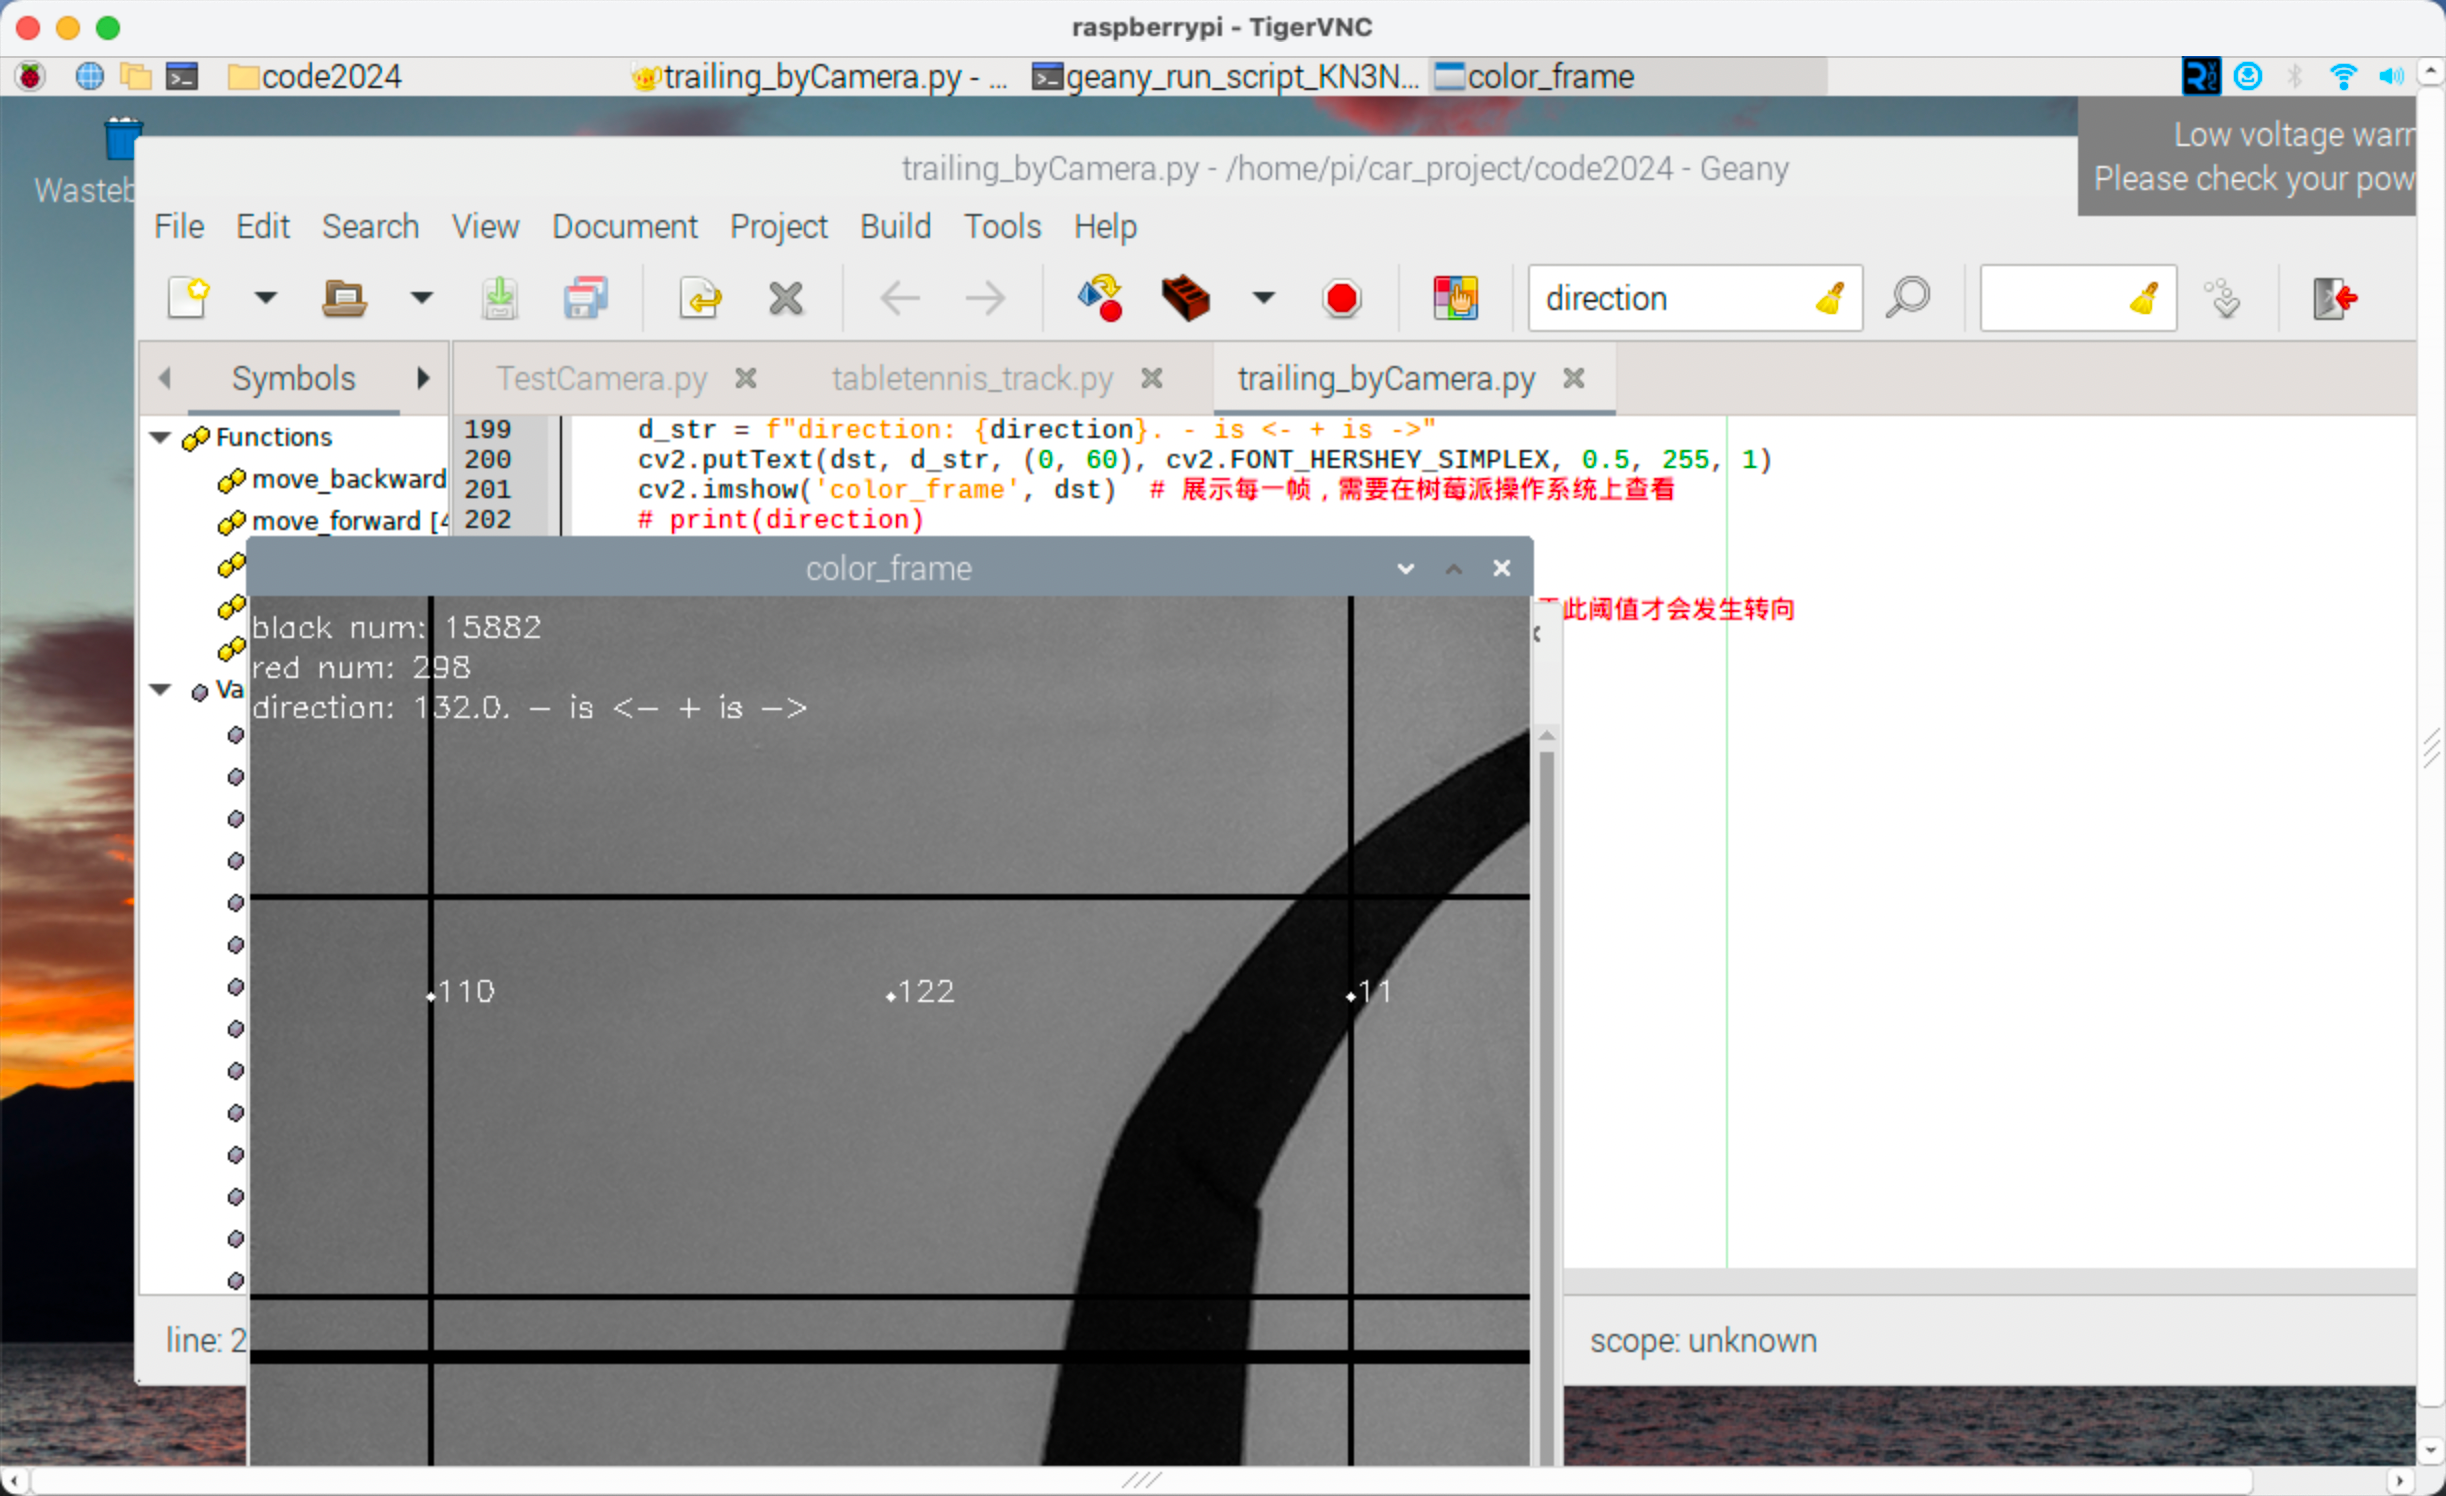 raspberrypi - TigerVNC
code2024
trailing_byCamera.py - ...
geany_run_script_KN3N...
color_frame
Low voltage warr
Please check your pow
Wasteb
trailing_byCamera.py - /home/pi/car_project/code2024 - Geany
File Edit Search View Document Project Build Tools Help
direction
Symbols
TestCamera.py
tabletennis_track.py
trailing_byCamera.py
Functions
move_backward
move_forward [4
Va
199 d_str = f"direction: {direction}. - is <- + is ->"
200 cv2.putText(dst, d_str, (0, 60), cv2.FONT_HERSHEY_SIMPLEX, 0.5, 255, 1)
201 cv2.imshow('color_frame', dst) # 展示每一帧，需要在树莓派操作系统上查看
202 # print(direction)
color_frame
此阈值才会发生转向
black num: 15882
red num: 298
direction: 132.0. - is <- + is ->
110
122
11
line: 2
scope: unknown